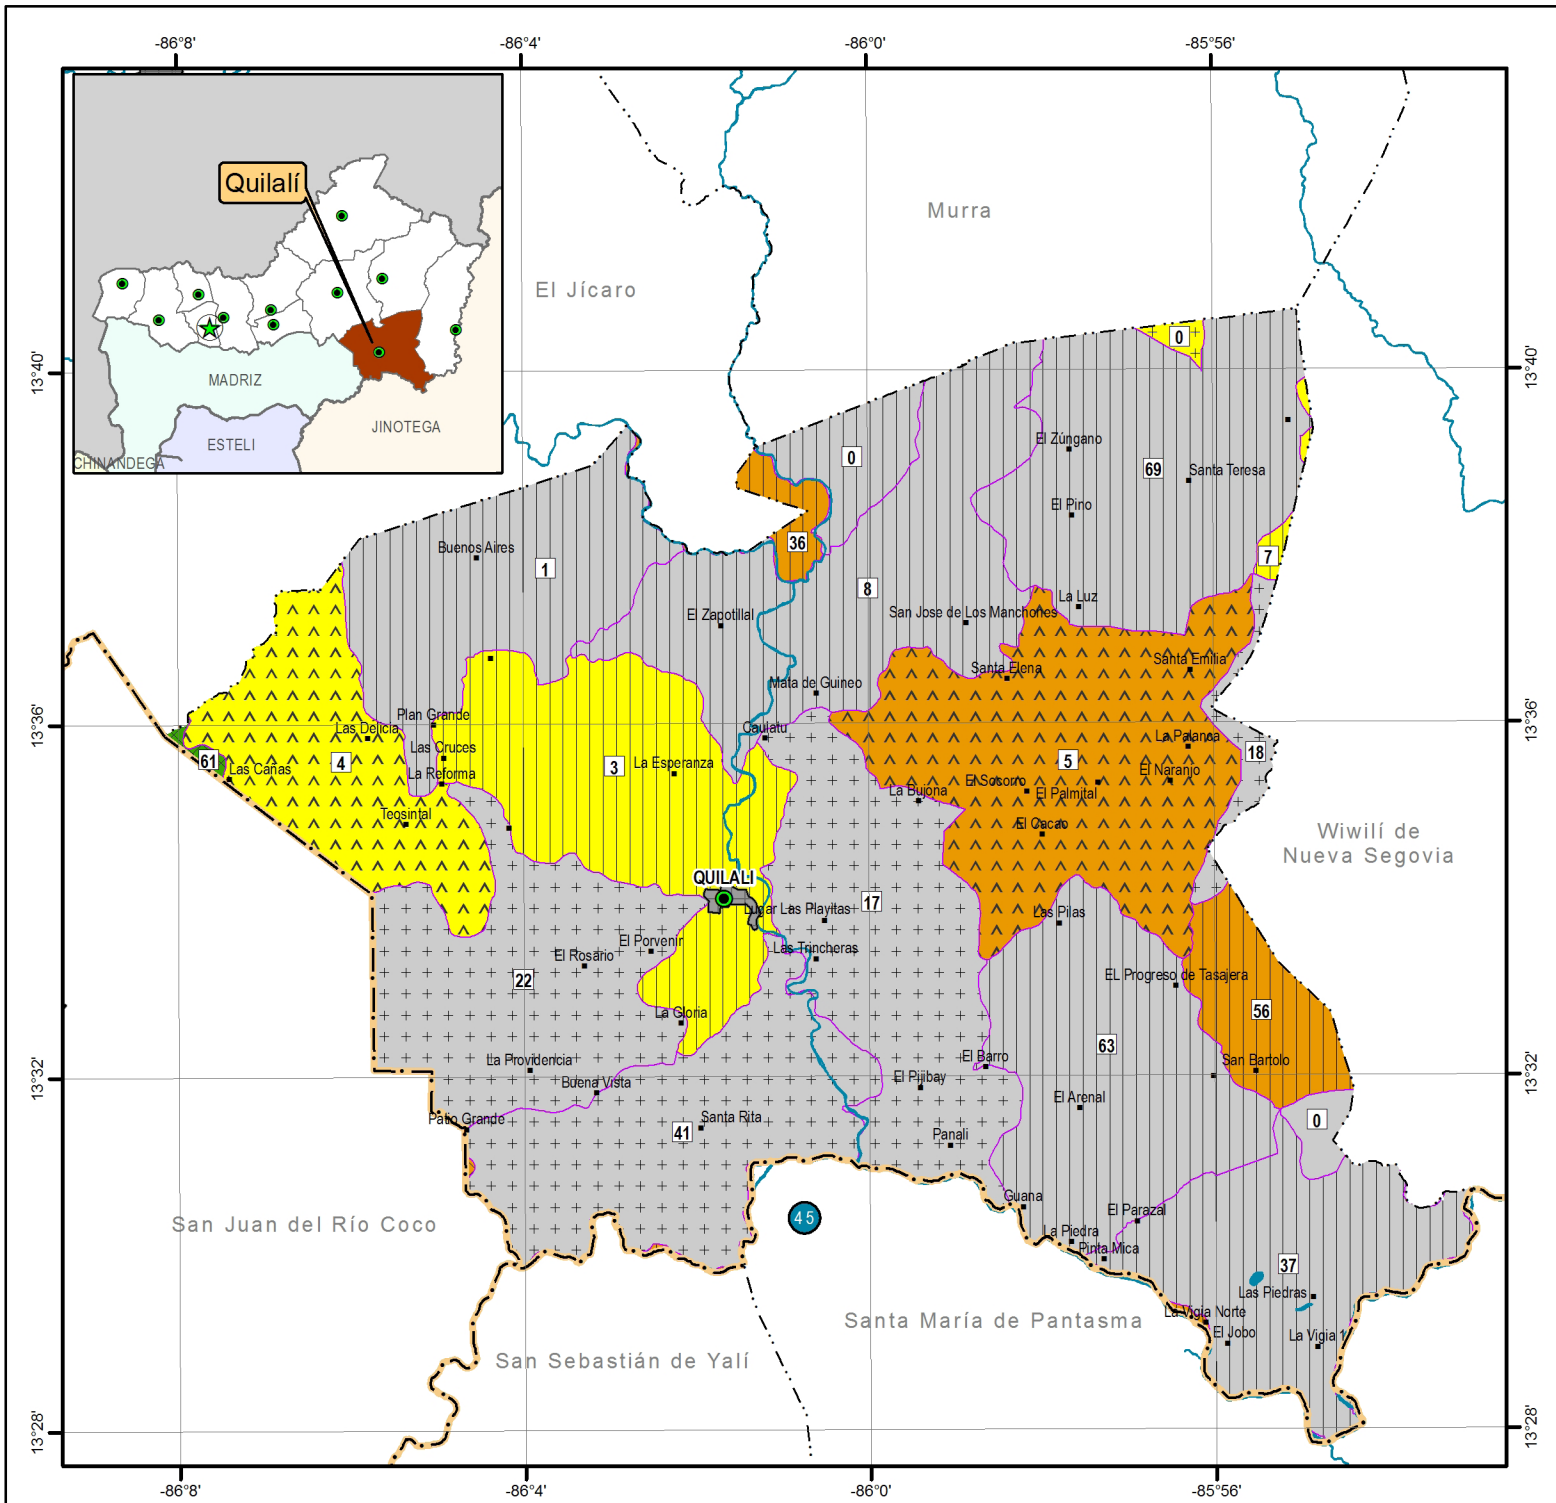 -86°8'
-86°4'
-86°0'
-85°56'
Quilalí
MADRIZ
ESTELI
JINOTEGA
CHINANDEGA
Murra
El Jícaro
0
13°40'
13°40'
El Zúngano
0
69
Santa Teresa
El Pino
36
Buenos Aires
1
7
8
La Luz
San Jose de Los Manchones
El Zapotillal
Santa Elena
Santa Emilia
Mata de Guineo
Plan Grande
13°36'
13°36'
Las Delicia
Caulatu
La Palanca
Las Cruces
18
61
4
3
La Esperanza
5
Las Cañas
La Reforma
El Socorro
El Naranjo
La Bujona
El Palmital
Teosintal
El Cacao
Wiwilí de
Nueva Segovia
QUILALI
17
Lugar Las Playitas
Las Pilas
El Porvenir
Las Trincheras
El Rosario
EL Progreso de Tasajera
22
La Gloria
56
63
La Providencia
El Barro
San Bartolo
13°32'
13°32'
Buena Vista
El Pijibay
El Arenal
Patio Grande
Santa Rita
0
41
Panali
Guana
San Juan del Río Coco
45
El Parazal
La Piedra
Pinta Mica
37
Las Piedras
La Vigia Norte
Santa María de Pantasma
El Jobo
La Vigia 1
San Sebastián de Yalí
13°28'
13°28'
-86°8'
-86°4'
-86°0'
-85°56'